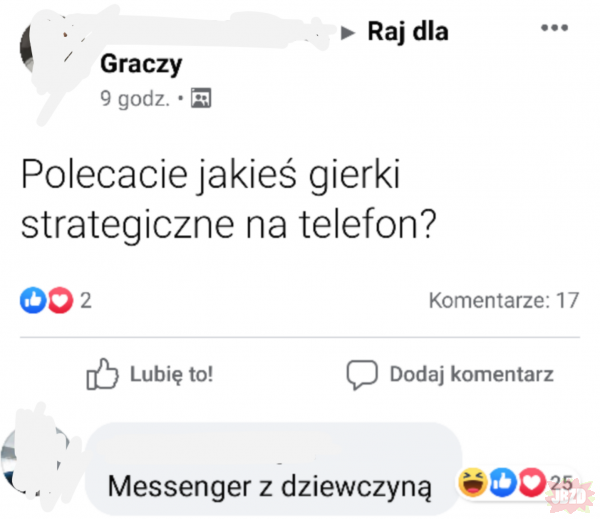 ▸ Raj dla
Graczy
9 godz. •
Polecacie jakieś gierki
strategiczne na telefon?
2
Komentarze: 17
Lubię to!
Dodaj komentarz
Messenger z dziewczyną
25
JBZD